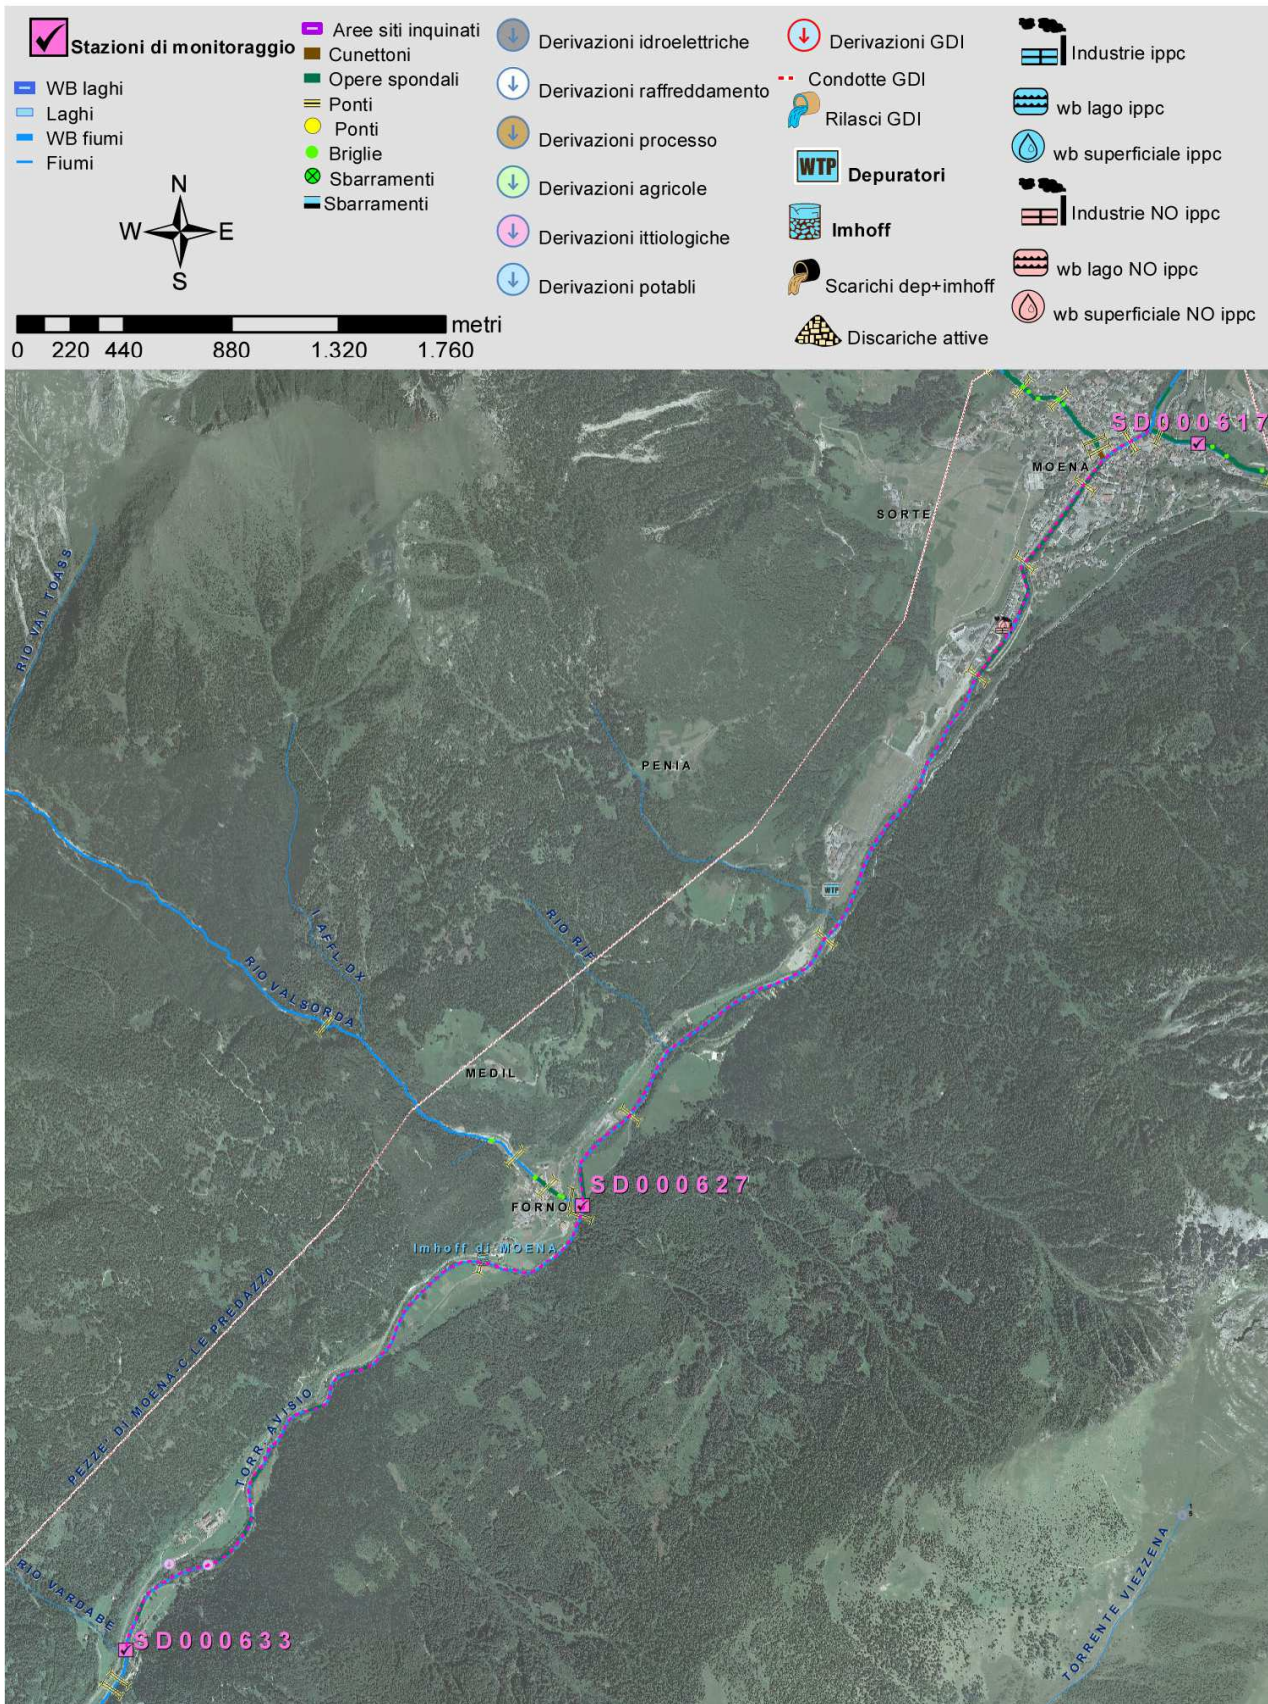 Stazioni di monitoraggio
WB laghi
Laghi
WB fiumi
Fiumi
N
W
E
S
metri
0 220 440 880 1.320 1.760
Aree siti inquinati
Cunettoni
Opere spondali
Ponti
Ponti
Briglie
Sbarramenti
Sbarramenti
Derivazioni idroelettriche
Derivazioni raffreddamento
Derivazioni processo
Derivazioni agricole
Derivazioni ittiologiche
Derivazioni potabli
Derivazioni GDI
Condotte GDI
Rilasci GDI
WTP Depuratori
Imhoff
Scarichi dep+imhoff
Discariche attive
Industrie ippc
wb lago ippc
wb superficiale ippc
Industrie NO ippc
wb lago NO ippc
wb superficiale NO ippc
SD000617
MOENA
SORTE
RIO VAL TOASS
PENIA
WTP
RIO RIF
I AFFL.DX
RIO VALSORDA
MEDIL
SD000627
FORNO
Imhoff di MOENA
PEZZE' DI MOENA-C.LE PREDAZZO
TORR. AVISIO
TORRENTE VIEZZENA
RIO VARDABE
SD000633